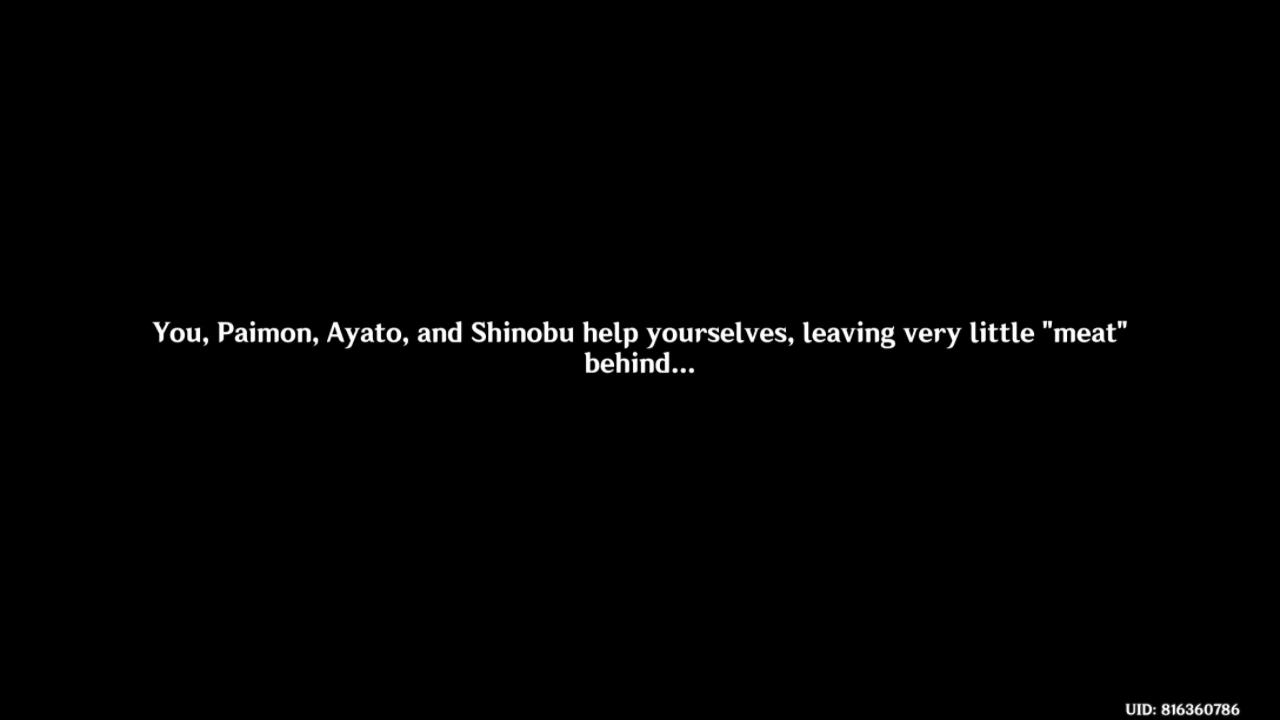 You, Paimon, Ayato, and Shinobu help yourselves, leaving very little "meat"
behind...
UID: 816360786